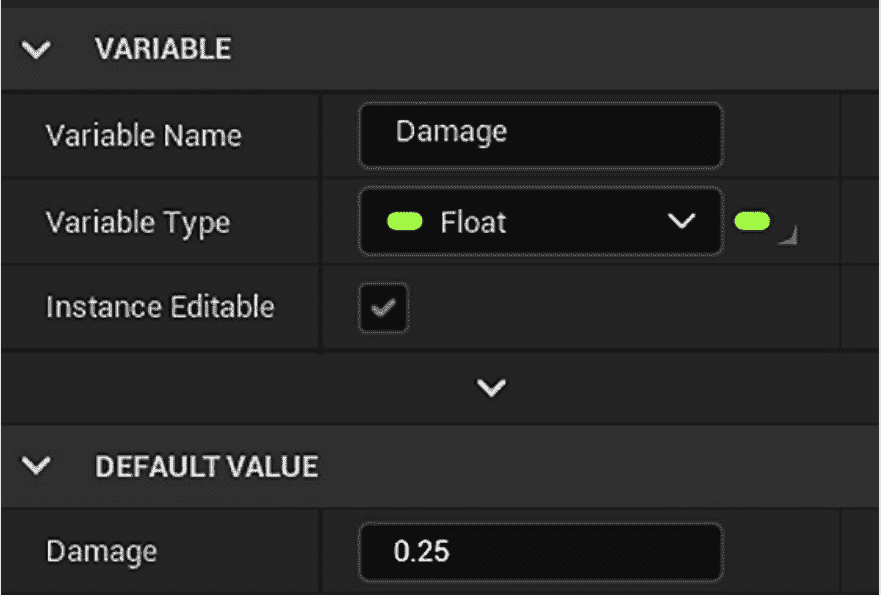 VARIABLE
Variable Name Damage
Variable Type Float
Instance Editable
DEFAULT VALUE
Damage 0.25